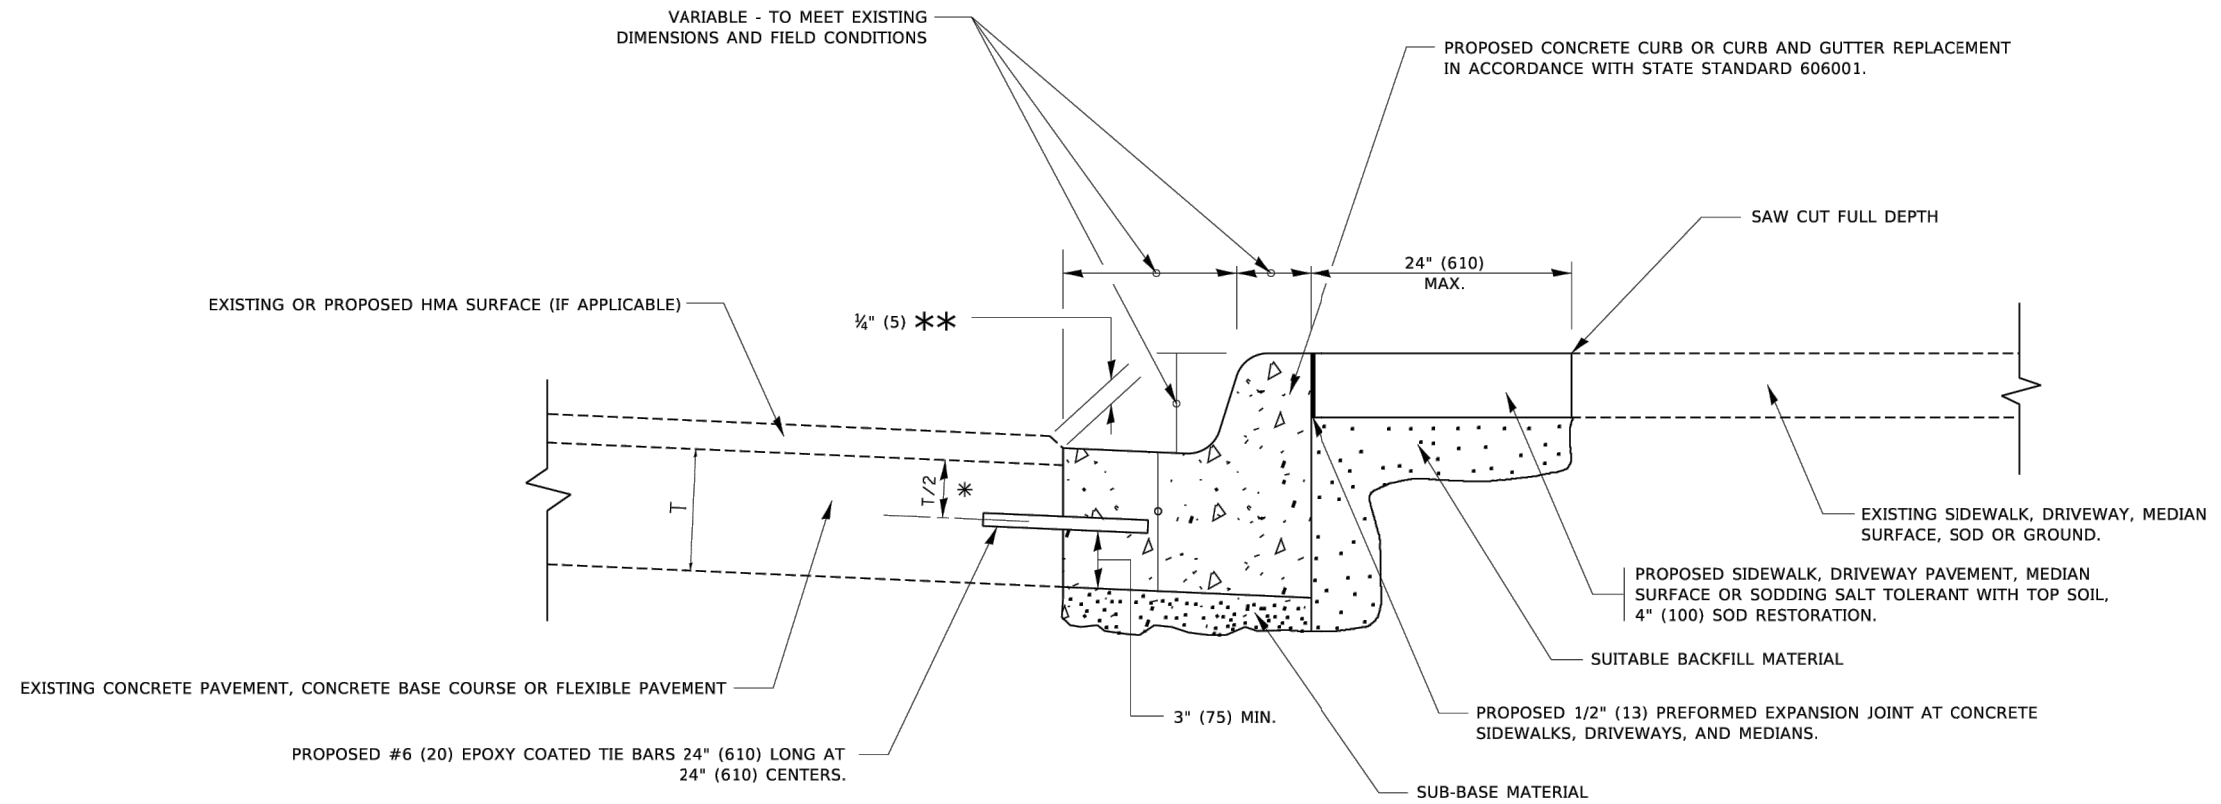 VARIABLE - TO MEET EXISTING
DIMENSIONS AND FIELD CONDITIONS
PROPOSED CONCRETE CURB OR CURB AND GUTTER REPLACEMENT
IN ACCORDANCE WITH STATE STANDARD 606001.
SAW CUT FULL DEPTH
24" (610)
MAX.
EXISTING OR PROPOSED HMA SURFACE (IF APPLICABLE)
¼" (5) **
T
T/2 *
EXISTING SIDEWALK, DRIVEWAY, MEDIAN
SURFACE, SOD OR GROUND.
PROPOSED SIDEWALK, DRIVEWAY PAVEMENT, MEDIAN
SURFACE OR SODDING SALT TOLERANT WITH TOP SOIL,
4" (100) SOD RESTORATION.
SUITABLE BACKFILL MATERIAL
EXISTING CONCRETE PAVEMENT, CONCRETE BASE COURSE OR FLEXIBLE PAVEMENT
3" (75) MIN.
PROPOSED 1/2" (13) PREFORMED EXPANSION JOINT AT CONCRETE
SIDEWALKS, DRIVEWAYS, AND MEDIANS.
PROPOSED #6 (20) EPOXY COATED TIE BARS 24" (610) LONG AT
24" (610) CENTERS.
SUB-BASE MATERIAL